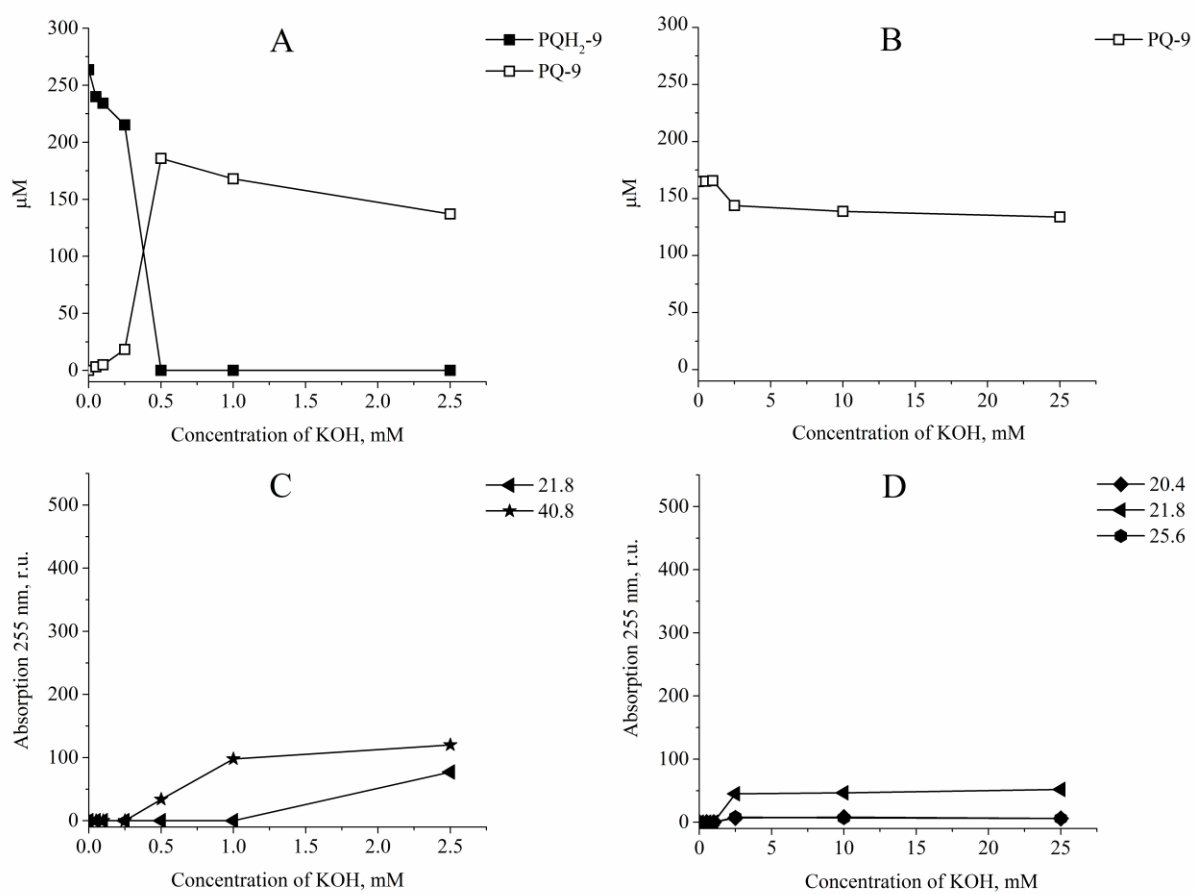 A
PQH₂-9
PQ-9
300
250
200
150
100
50
0
µM
0.0 0.5 1.0 1.5 2.0 2.5
Concentration of KOH, mM
B
PQ-9
300
250
200
150
100
50
0
µM
0 5 10 15 20 25
Concentration of KOH, mM
C
21.8
40.8
500
400
300
200
100
0
Absorption 255 nm, r.u.
0.0 0.5 1.0 1.5 2.0 2.5
Concentration of KOH, mM
D
20.4
21.8
25.6
500
400
300
200
100
0
Absorption 255 nm, r.u.
0 5 10 15 20 25
Concentration of KOH, mM